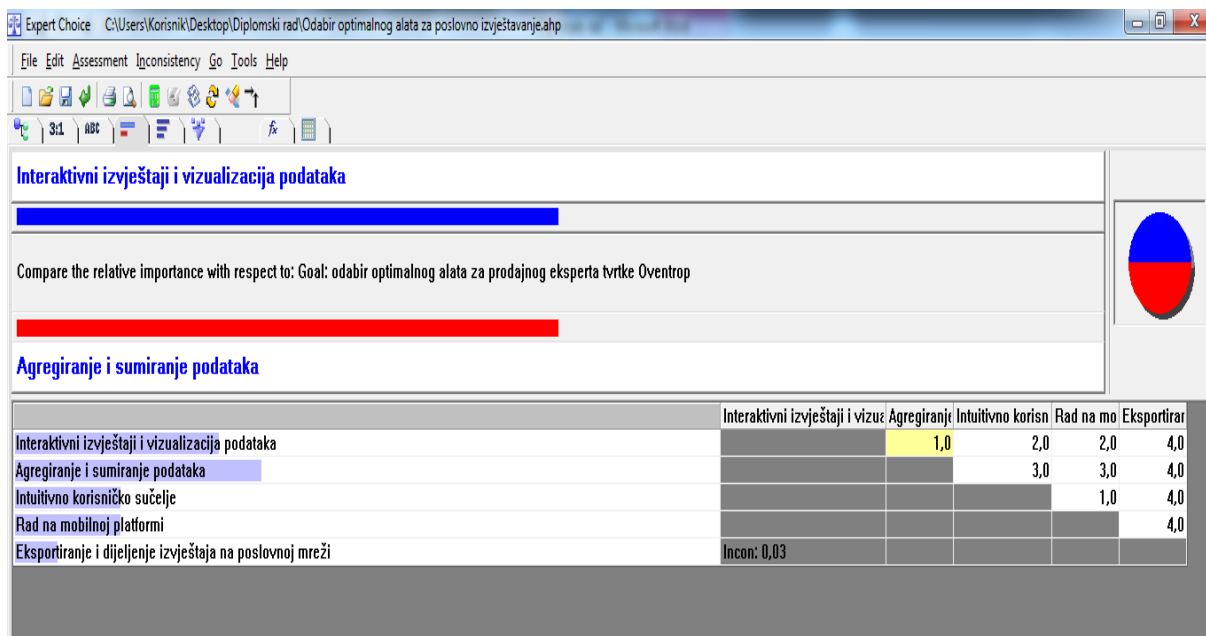 Expert Choice C:\Users\Korisnik\Desktop\Diplomski rad\Odabir optimalnog alata za poslovno izvještavanje.ahp
File Edit Assessment Inconsistency Go Tools Help
3:1 ABC fx
Interaktivni izvještaji i vizualizacija podataka
Compare the relative importance with respect to: Goal: odabir optimalnog alata za prodajnog eksperta tvrtke Oventrop
Agregiranje i sumiranje podataka
Interaktivni izvještaji i vizua Agregiranje Intuitivno korisn Rad na mo Eksportirar
Interaktivni izvještaji i vizualizacija podataka 1,0 2,0 2,0 4,0
Agregiranje i sumiranje podataka 3,0 3,0 4,0
Intuitivno korisničko sučelje 1,0 4,0
Rad na mobilnoj platformi 4,0
Eksportiranje i dijeljenje izvještaja na poslovnoj mreži Incon: 0,03